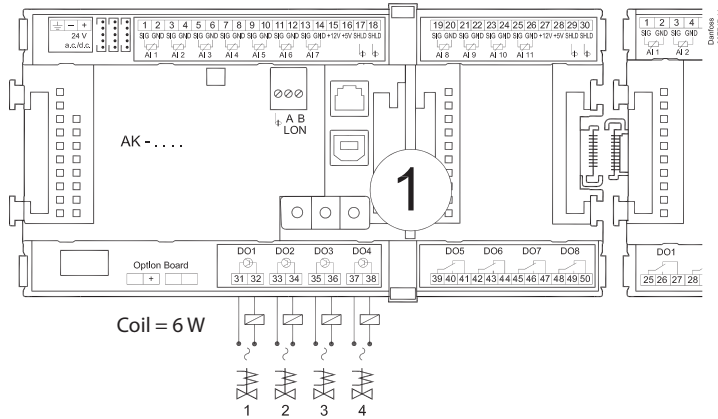 1 2 3 4 5 6 7 8 9 10 11 12 13 14 15 16 17 18
SIG GND SIG GND SIG GND SIG GND SIG GND SIG GND SIG GND +12V +5V SHLD SHLD
AI 1 AI 2 AI 3 AI 4 AI 5 AI 6 AI 7
– +
24 V
a.c./d.c.
19 20 21 22 23 24 25 26 27 28 29 30
SIG GND SIG GND SIG GND SIG GND +12V +5V SHLD SHLD
AI 8 AI 9 AI 10 AI 11
1 2 3 4
SIG GND SIG GND
AI 1 AI 2
Danfoss
A B
LON
AK - . . . .
1
Option Board
+
DO1 DO2 DO3 DO4
31 32 33 34 35 36 37 38
DO5 DO6 DO7 DO8
39 40 41 42 43 44 45 46 47 48 49 50
DO1
25 26 27 28
Coil = 6 W
1 2 3 4